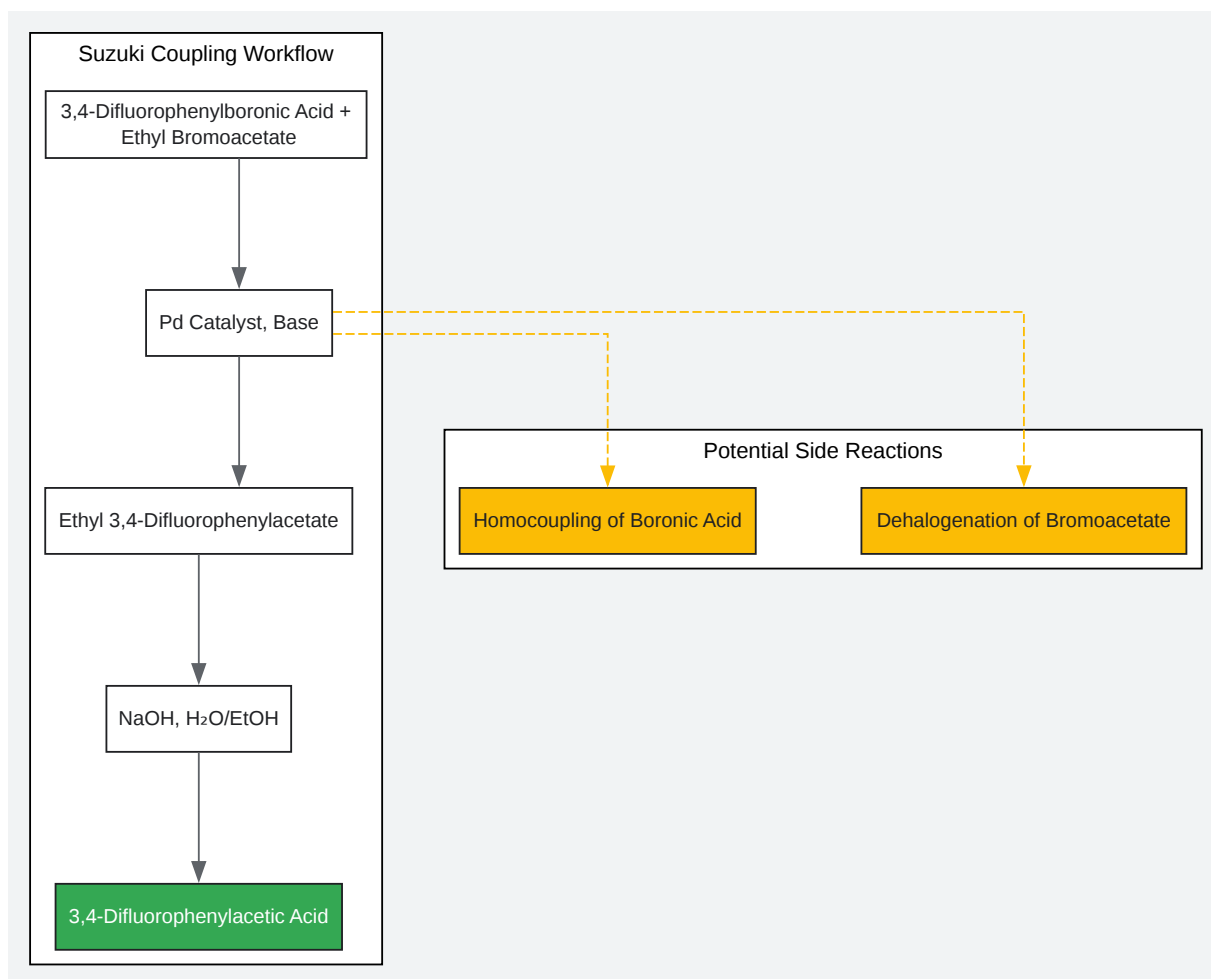 Suzuki Coupling Workflow
3,4-Difluorophenylboronic Acid +
Ethyl Bromoacetate
Pd Catalyst, Base
Potential Side Reactions
Ethyl 3,4-Difluorophenylacetate
Homocoupling of Boronic Acid
Dehalogenation of Bromoacetate
NaOH, H₂O/EtOH
3,4-Difluorophenylacetic Acid